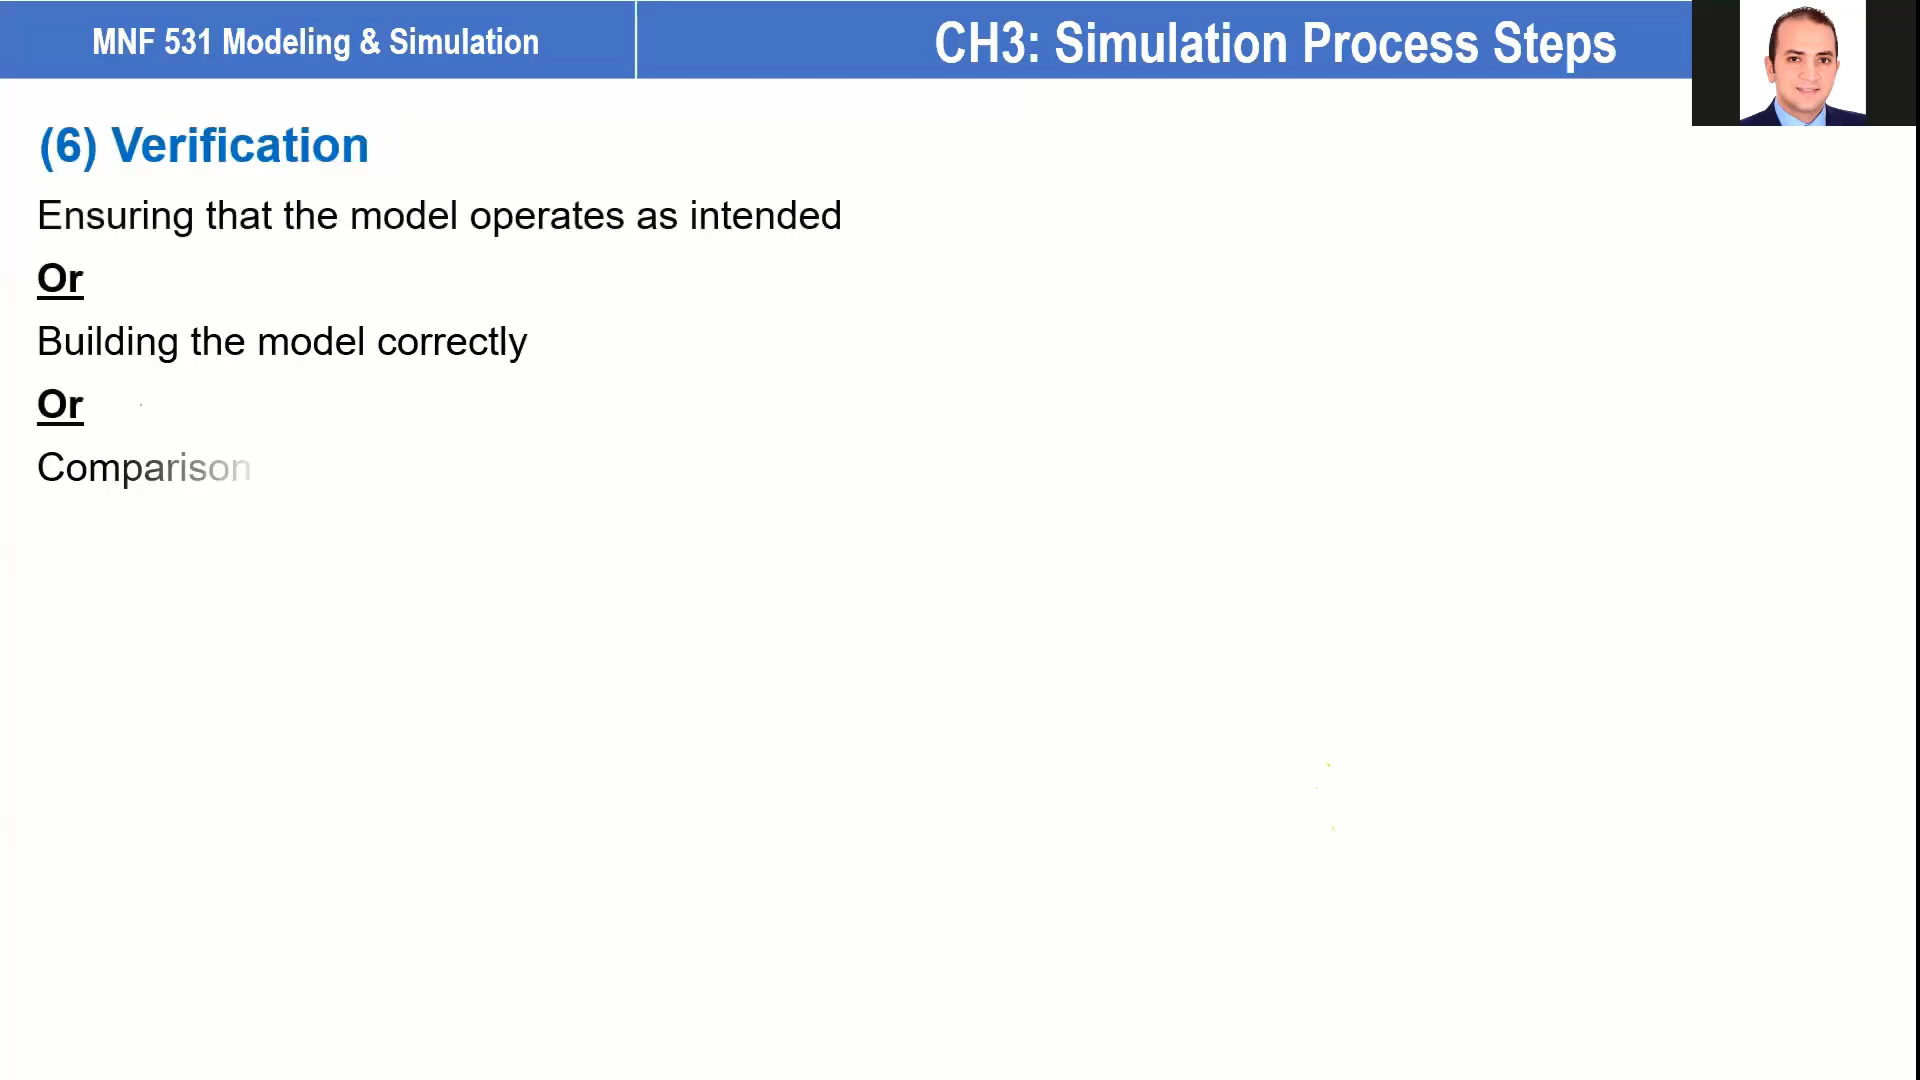 MNF 531 Modeling & Simulation
CH3: Simulation Process Steps
(6) Verification
Ensuring that the model operates as intended
Or
Building the model correctly
Or
Comparison